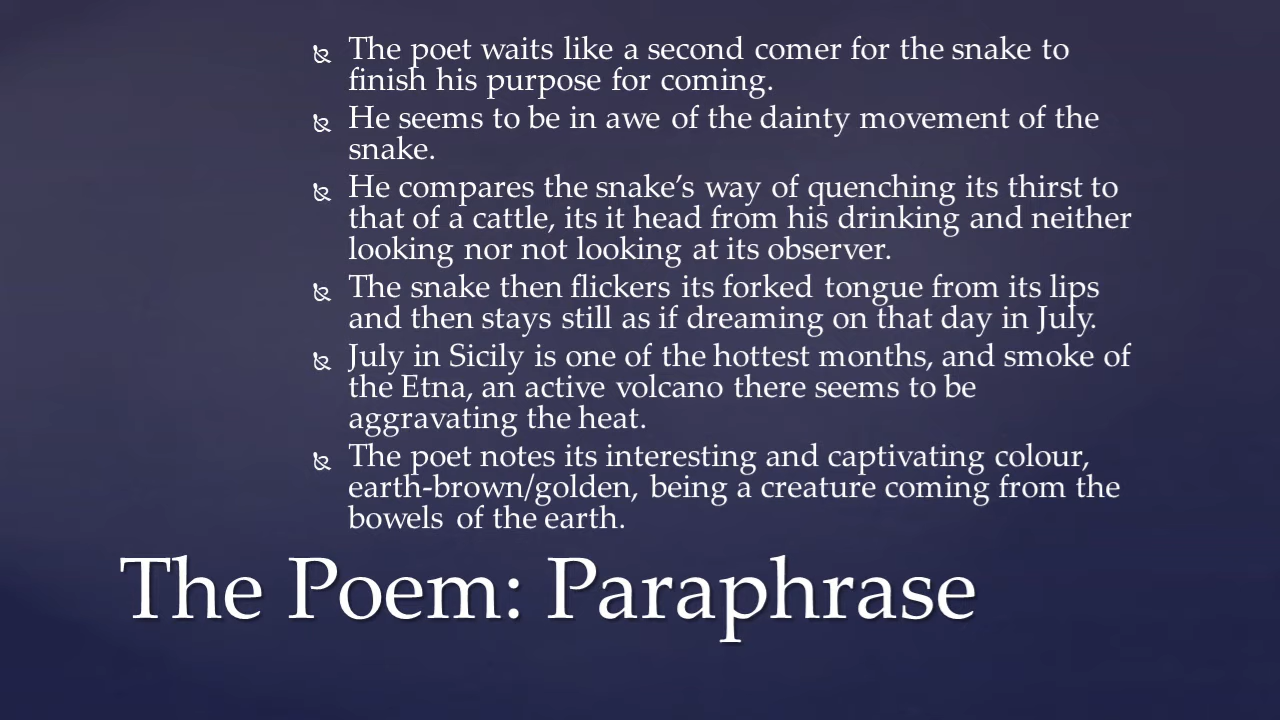 The poet waits like a second comer for the snake to
finish his purpose for coming.
He seems to be in awe of the dainty movement of the
snake.
He compares the snake’s way of quenching its thirst to
that of a cattle, its it head from his drinking and neither
looking nor not looking at its observer.
The snake then flickers its forked tongue from its lips
and then stays still as if dreaming on that day in July.
July in Sicily is one of the hottest months, and smoke of
the Etna, an active volcano there seems to be
aggravating the heat.
The poet notes its interesting and captivating colour,
earth-brown/golden, being a creature coming from the
bowels of the earth.
The Poem: Paraphrase